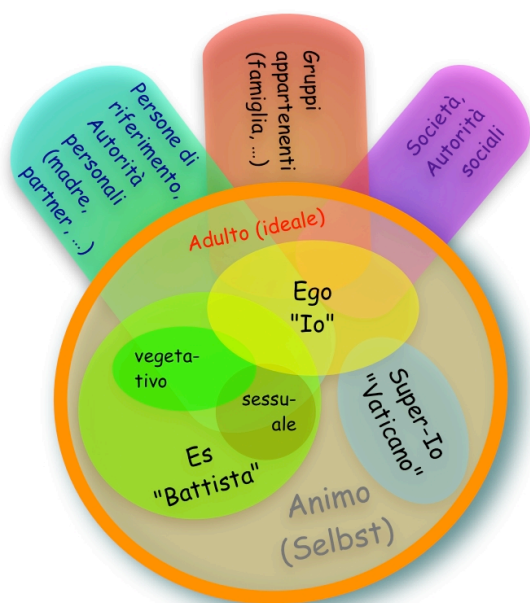 Persone di
riferimento,
Autorità
personali
(madre,
partner, ...)
Gruppi
appartenenti
(famiglia, ...)
Società,
Autorità
sociali
Adulto (ideale)
Ego
"Io"
vegeta-
tivo
sessu-
ale
Es
"Battista"
Super-Io
"Vaticano"
Animo
(Selbst)